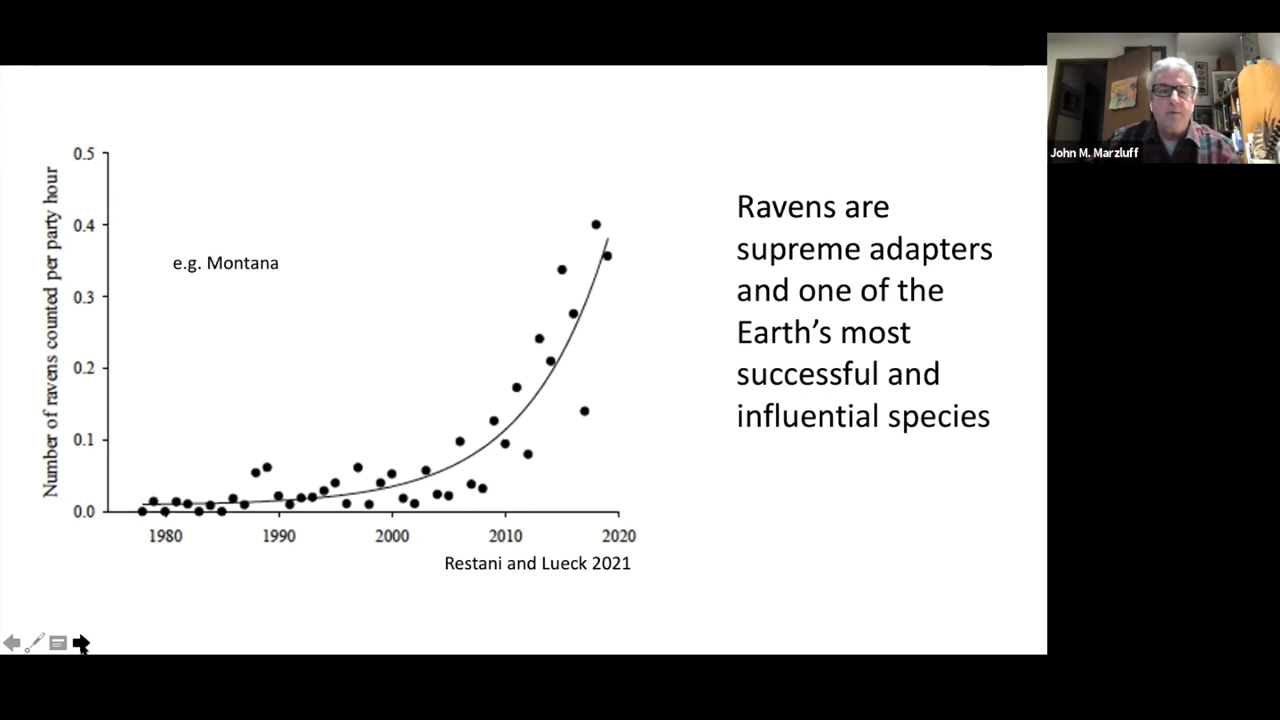 John M. Marzluff
Number of ravens counted per party hour
0.5
0.4
0.3
0.2
0.1
0.0
e.g. Montana
1980 1990 2000 2010 2020
Restani and Lueck 2021
Ravens are
supreme adapters
and one of the
Earth’s most
successful and
influential species